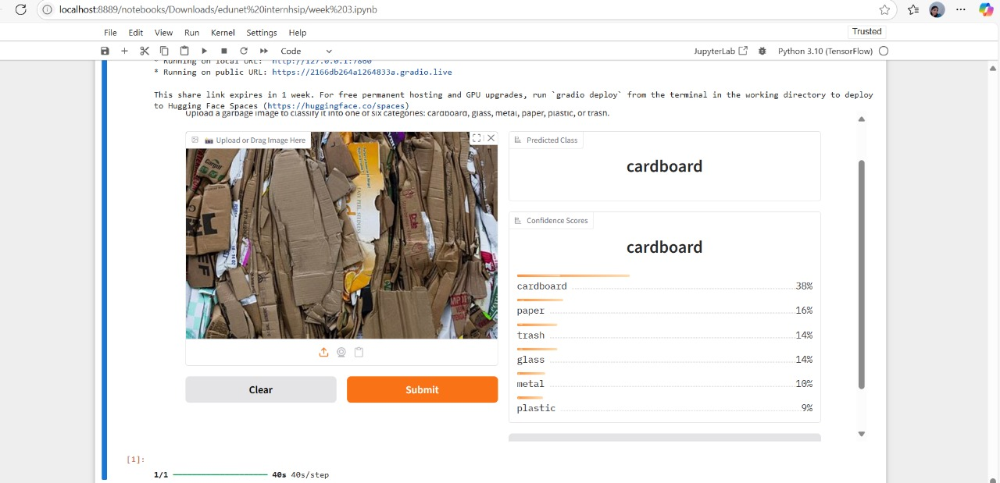 localhost:8889/notebooks/Downloads/edunet%20internhsip/week%203.ipynb
File Edit View Run Kernel Settings Help
Trusted
Code
JupyterLab
Python 3.10 (TensorFlow)
* Running on local URL: http://127.0.0.1:7860
* Running on public URL: https://2166db264a1264833a.gradio.live
This share link expires in 1 week. For free permanent hosting and GPU upgrades, run `gradio deploy` from the terminal in the working directory to deploy
to Hugging Face Spaces (https://huggingface.co/spaces)
Upload a garbage image to classify it into one of six categories: cardboard, glass, metal, paper, plastic, or trash.
Upload or Drag Image Here
Cargill
Clear
Submit
Predicted Class
cardboard
Confidence Scores
cardboard
cardboard 38%
paper 16%
trash 14%
glass 14%
metal 10%
plastic 9%
[1]:
1/1 40s 40s/step